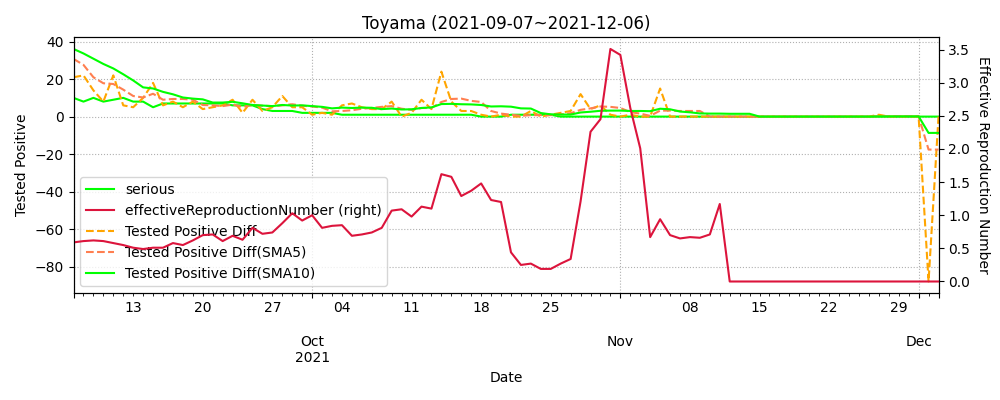 Toyama (2021-09-07~2021-12-06)
40
20
0
−20
−40
−60
−80
Tested Positive
3.5
3.0
2.5
2.0
1.5
1.0
0.5
0.0
Effective Reproduction Number
serious
effectiveReproductionNumber (right)
Tested Positive Diff
Tested Positive Diff(SMA5)
Tested Positive Diff(SMA10)
13 20 27 04 11 18 25 08 15 22 29
Oct Nov Dec
2021
Date